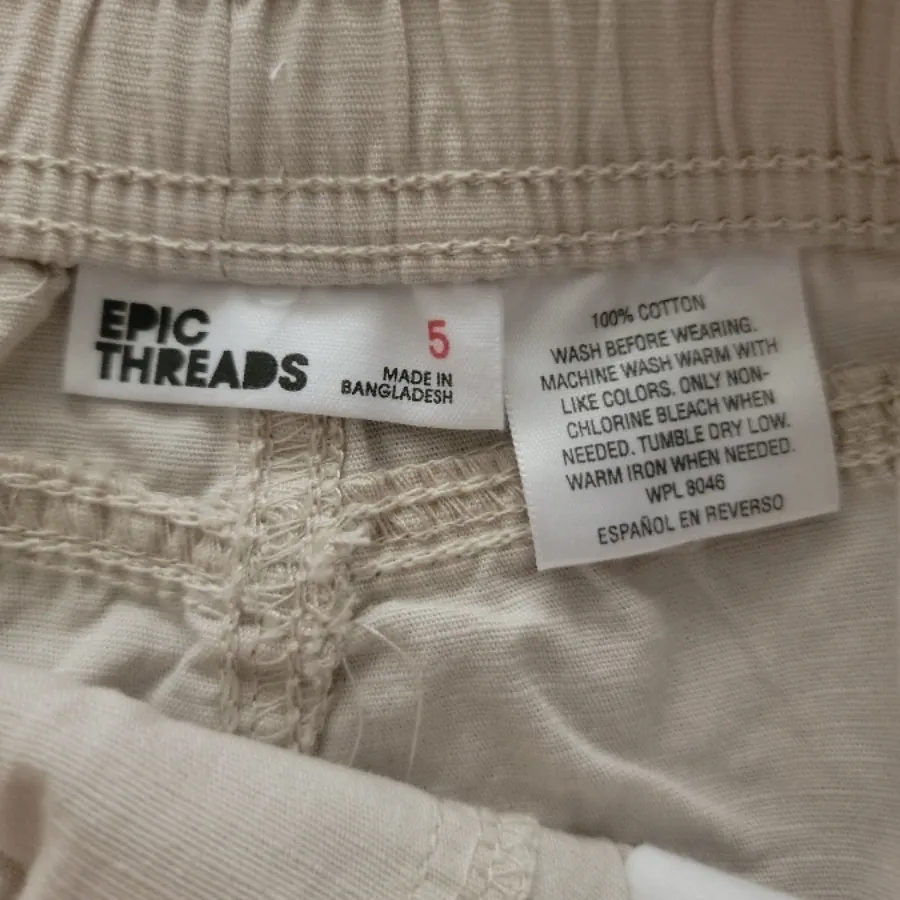 EPIC
THREADS
5
MADE IN
BANGLADESH
100% COTTON
WASH BEFORE WEARING.
MACHINE WASH WARM WITH
LIKE COLORS. ONLY NON-
CHLORINE BLEACH WHEN
NEEDED. TUMBLE DRY LOW.
WARM IRON WHEN NEEDED.
WPL 8046
ESPAÑOL EN REVERSO